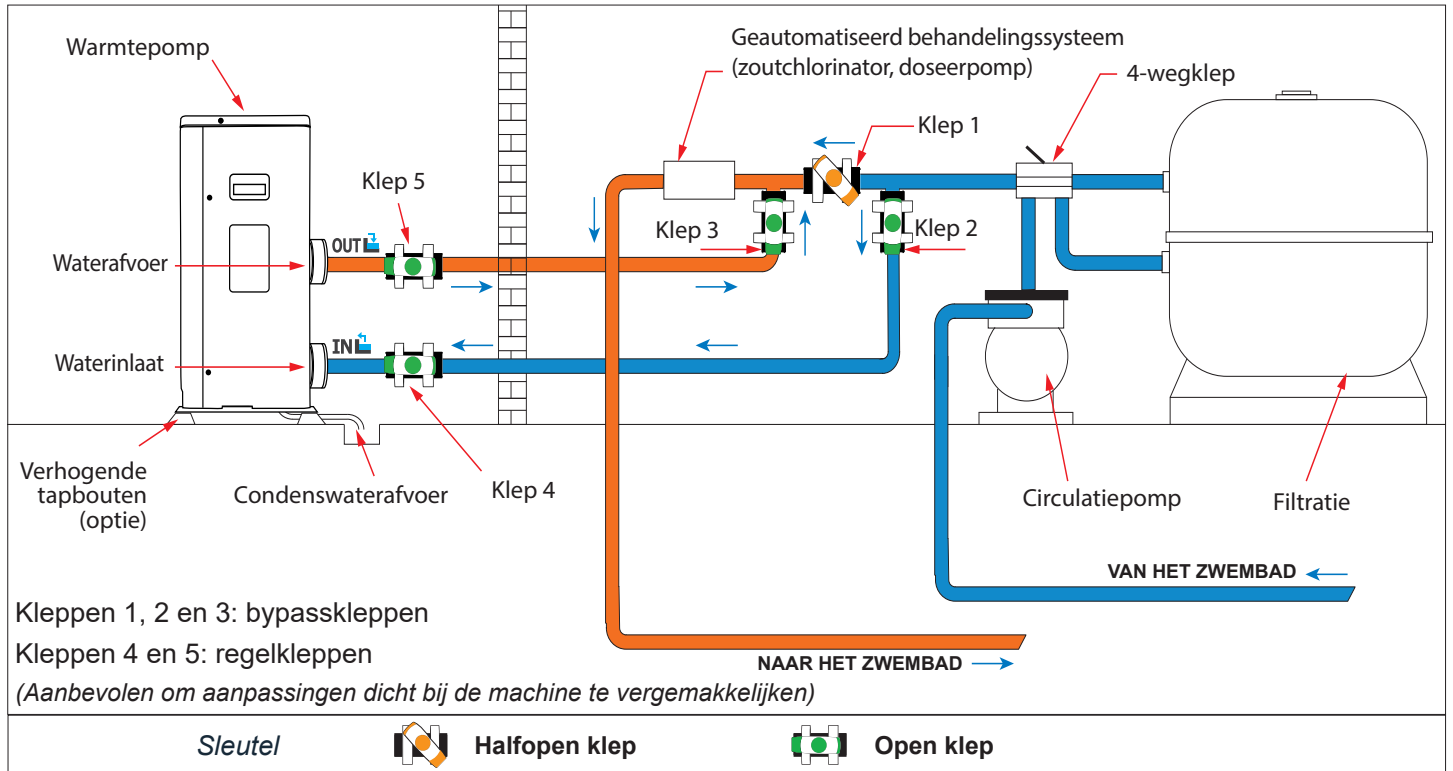 Warmtepomp
Geautomatiseerd behandelingssysteem
(zoutchlorinator, doseerpomp)
4-wegklep
Klep 1
Klep 5
Klep 3
Klep 2
OUT
Waterafvoer
IN
Waterinlaat
Verhogende
tapbouten
(optie)
Condenswaterafvoer
Klep 4
Circulatiepomp
Filtratie
VAN HET ZWEMBAD
Kleppen 1, 2 en 3: bypasskleppen
Kleppen 4 en 5: regelkleppen
NAAR HET ZWEMBAD
(Aanbevolen om aanpassingen dicht bij de machine te vergemakkelijken)
Sleutel
Halfopen klep
Open klep